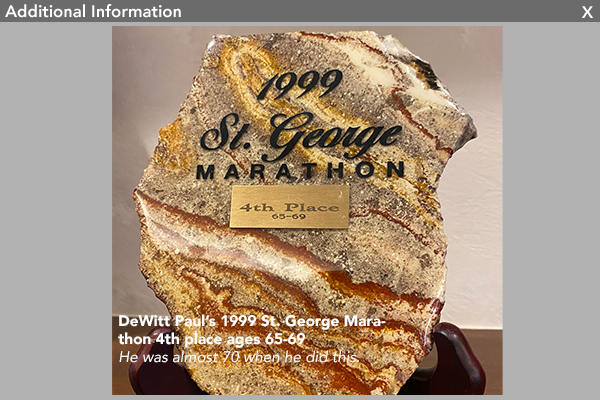 Additional Information
X
1999
St. George
MARATHON
4th Place
65-69
DeWitt Paul's 1999 St. George Mara-
thon 4th place ages 65-69
He was almost 70 when he did this.